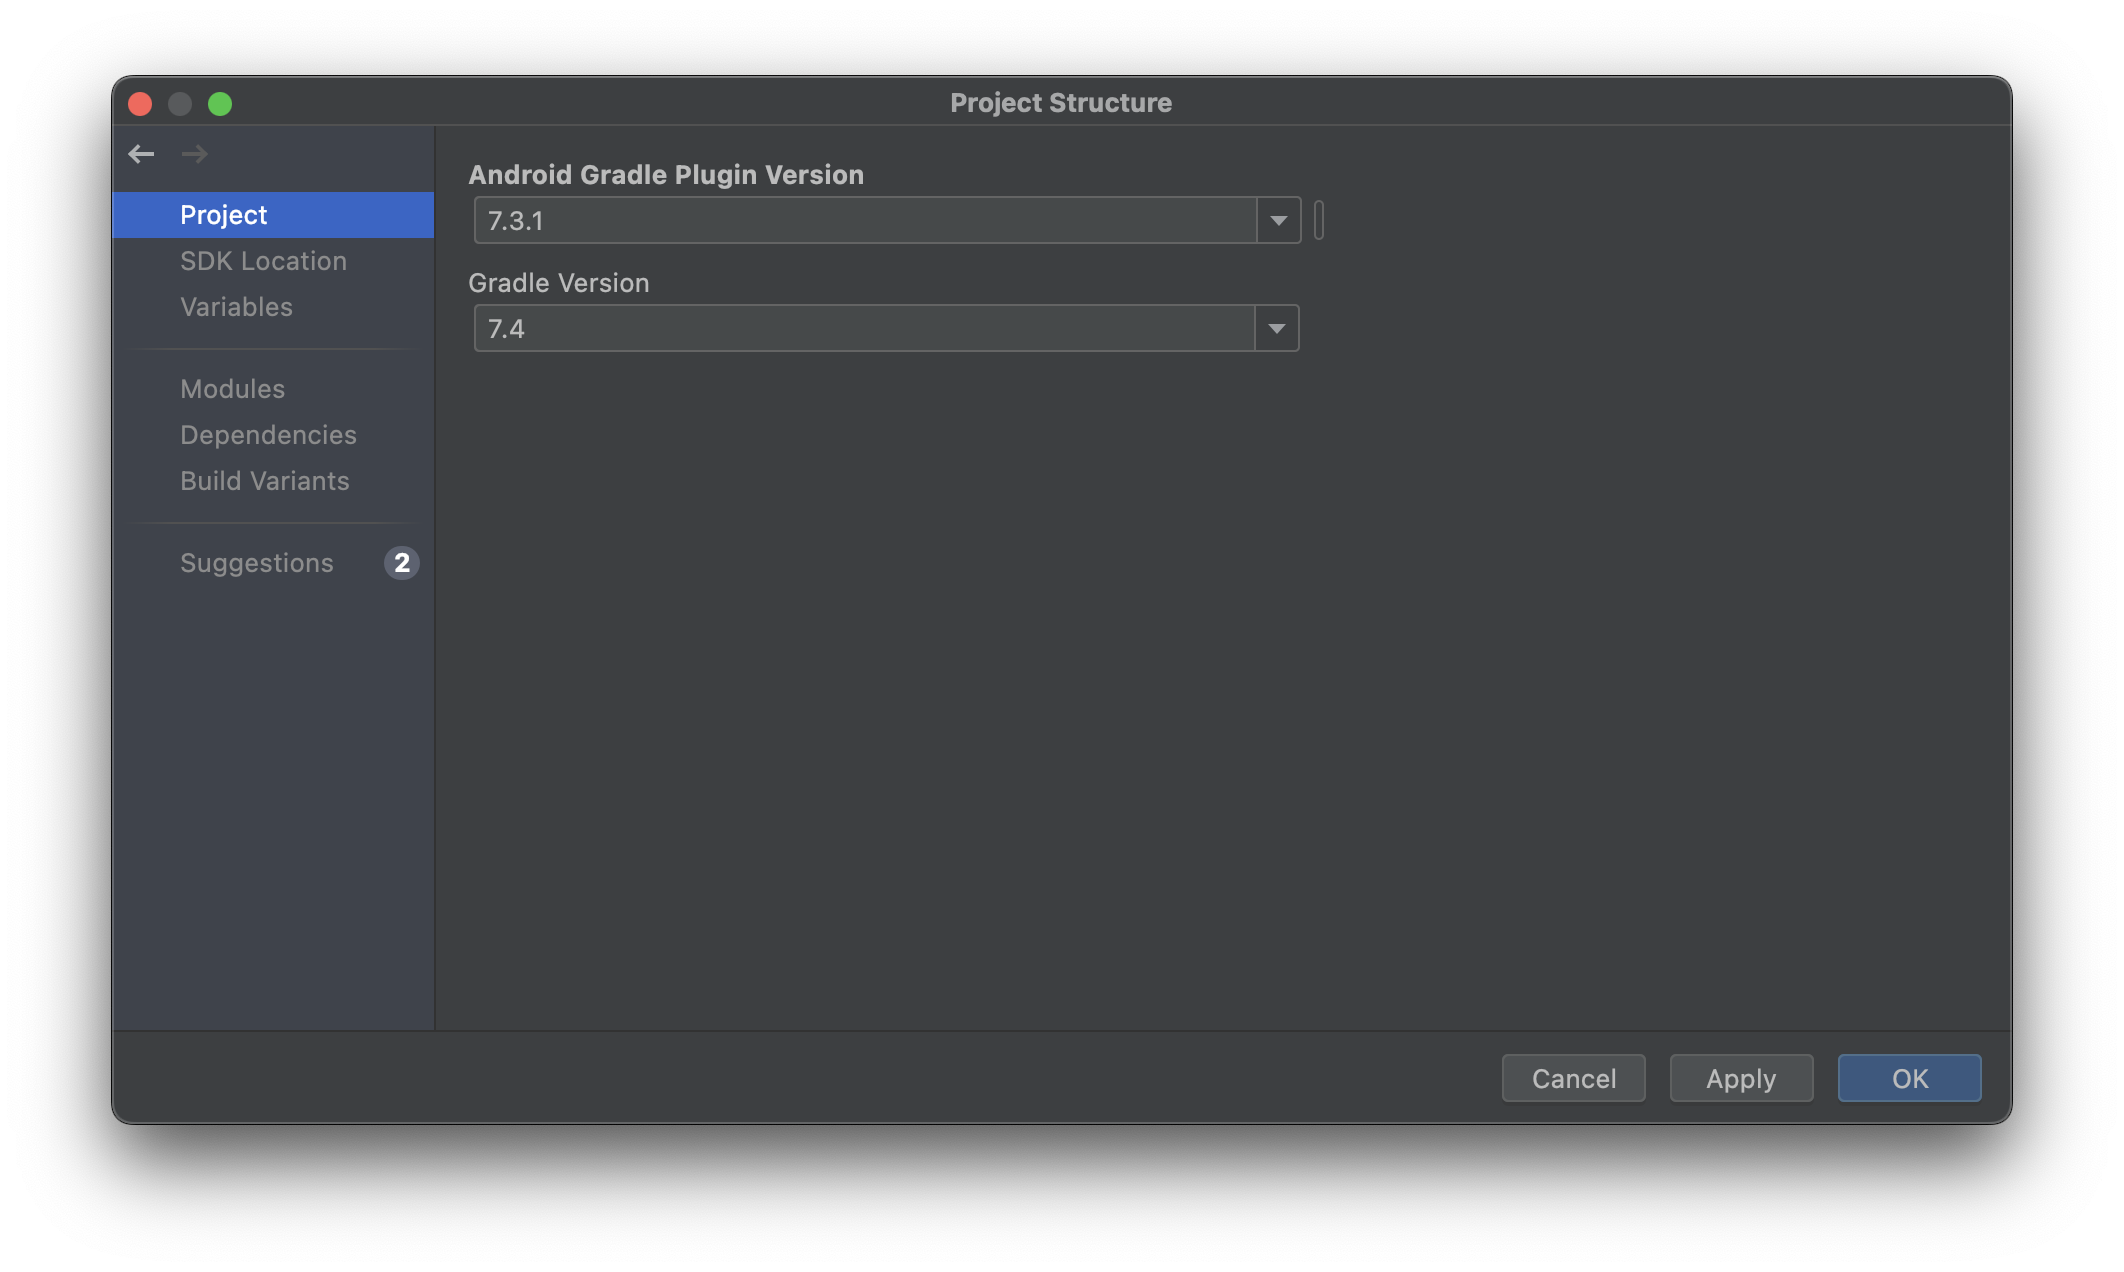 Project Structure
Project
SDK Location
Variables
Modules
Dependencies
Build Variants
Suggestions 2
Android Gradle Plugin Version
7.3.1
Gradle Version
7.4
Cancel Apply OK